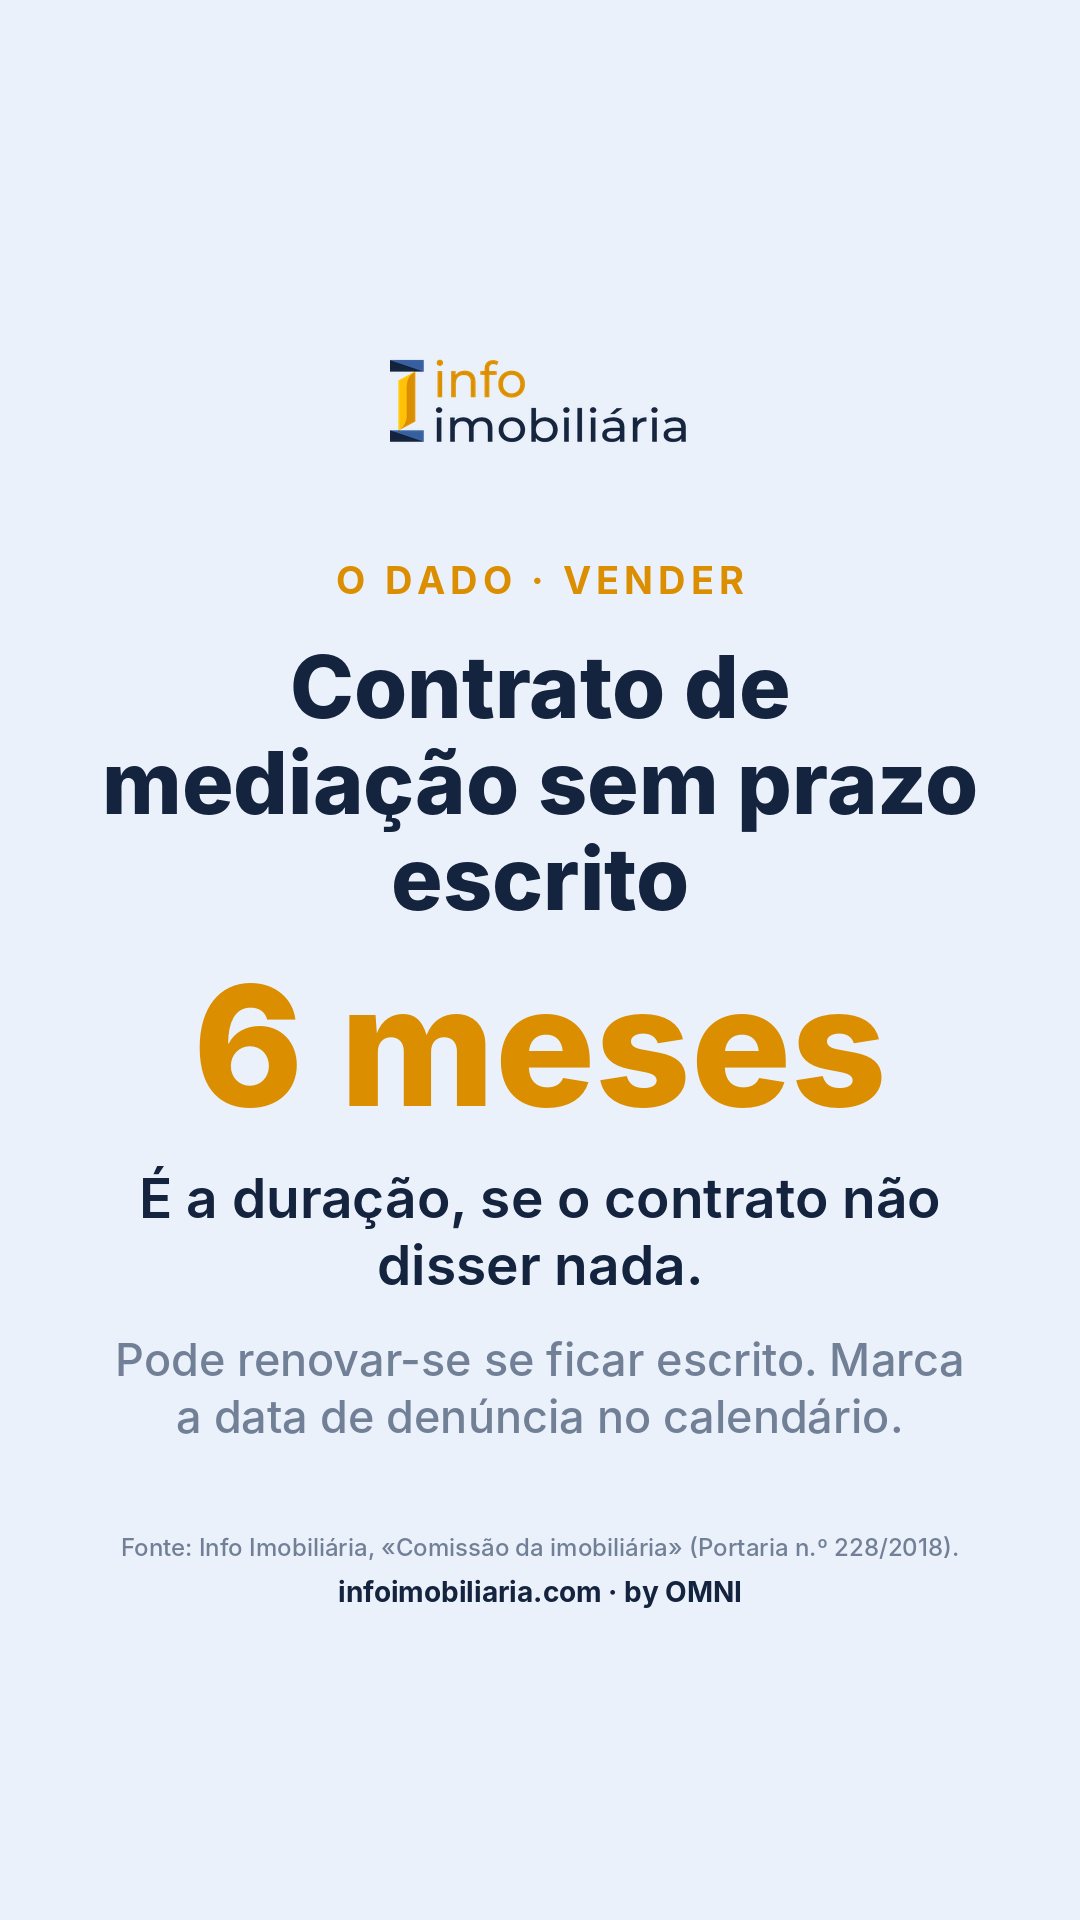 info
imobiliária
O DADO · VENDER
Contrato de
mediação sem prazo
escrito
6 meses
É a duração, se o contrato não
disser nada.
Pode renovar-se se ficar escrito. Marca
a data de denúncia no calendário.
Fonte: Info Imobiliária, «Comissão da imobiliária» (Portaria n.º 228/2018).
infoimobiliaria.com · by OMNI